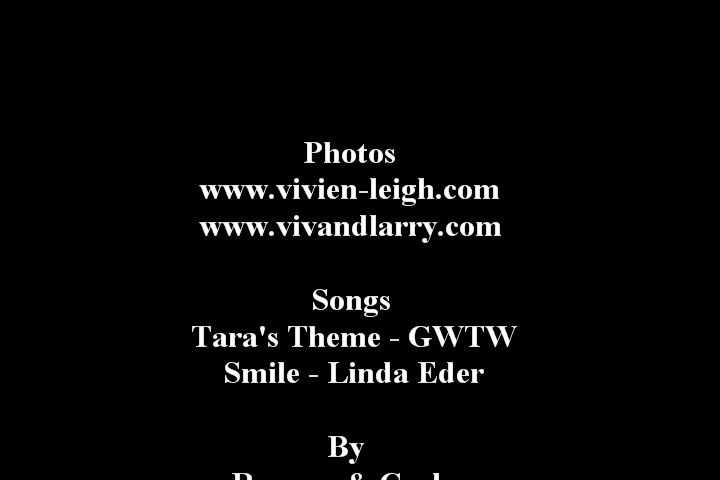 Photos
www.vivien-leigh.com
www.vivandlarry.com
Songs
Tara's Theme - GWTW
Smile - Linda Eder
By
&